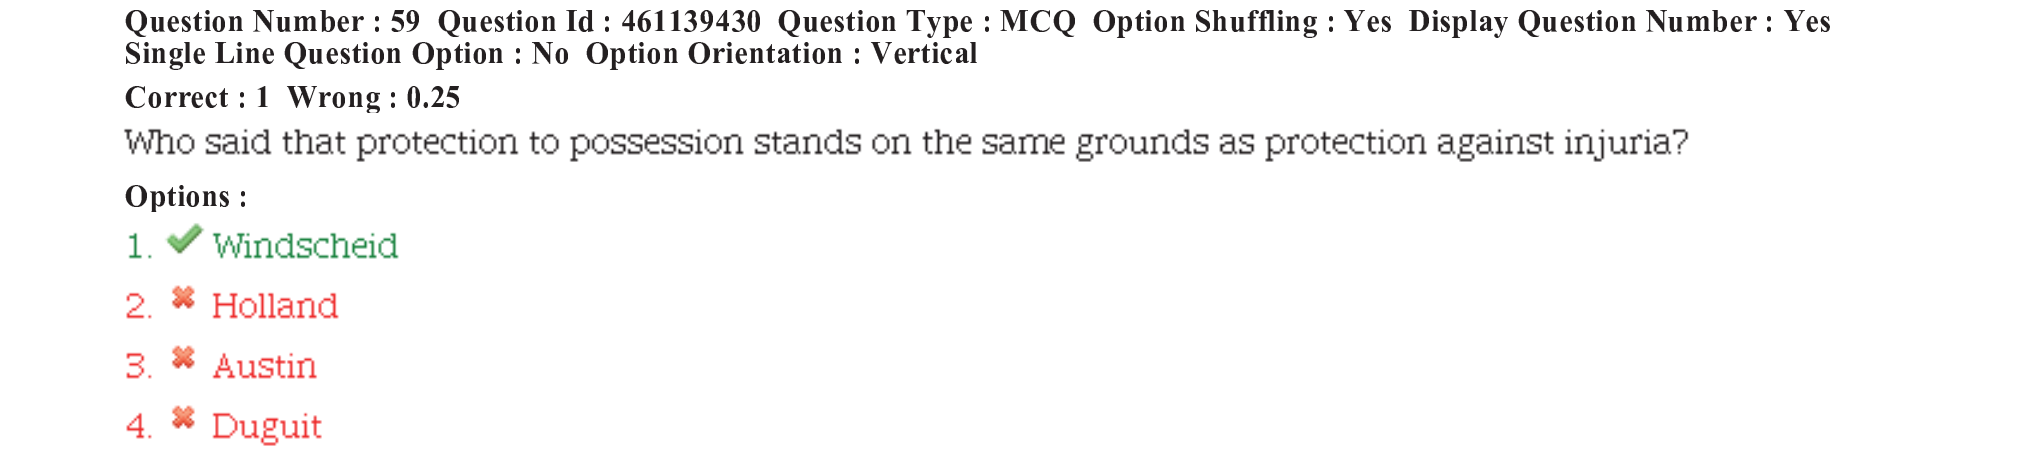 Question Number : 59 Question Id : 461139430 Question Type : MCQ Option Shuffling : Yes Display Question Number : Yes
Single Line Question Option : No Option Orientation : Vertical
Correct : 1 Wrong : 0.25
Who said that protection to possession stands on the same grounds as protection against injuria?
Options :
1. Windscheid
2. Holland
3. Austin
4. Duguit